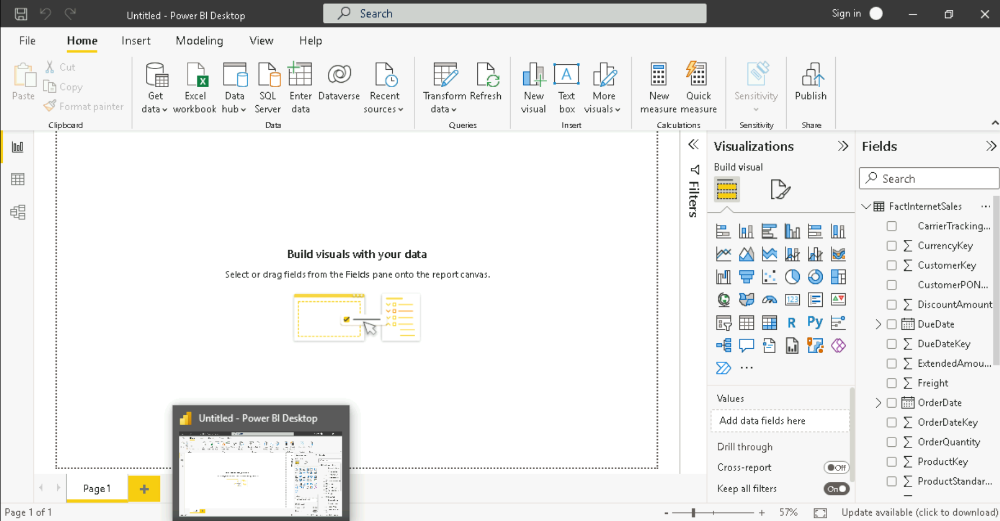 Untitled - Power BI Desktop
Search
Sign in
File Home Insert Modeling View Help
Paste
Cut
Copy
Format painter
Clipboard
Get data
Excel workbook
Data hub
SQL Server
Enter data
Dataverse
Recent sources
Data
Transform data
Refresh
Queries
New visual
Text box
More visuals
Insert
New measure
Quick measure
Calculations
Sensitivity
Sensitivity
Publish
Share
Build visuals with your data
Select or drag fields from the Fields pane onto the report canvas.
Filters
Visualizations
Build visual
123
R
Py
Values
Add data fields here
Drill through
Cross-report
Off
Keep all filters
On
Fields
Search
FactInternetSales
CarrierTracking...
CurrencyKey
CustomerKey
CustomerPON...
DiscountAmount
DueDate
DueDateKey
ExtendedAmou...
Freight
OrderDate
OrderDateKey
OrderQuantity
ProductKey
ProductStandar...
Untitled - Power BI Desktop
Page 1
Page 1 of 1
- + 57%
Update available (click to download)